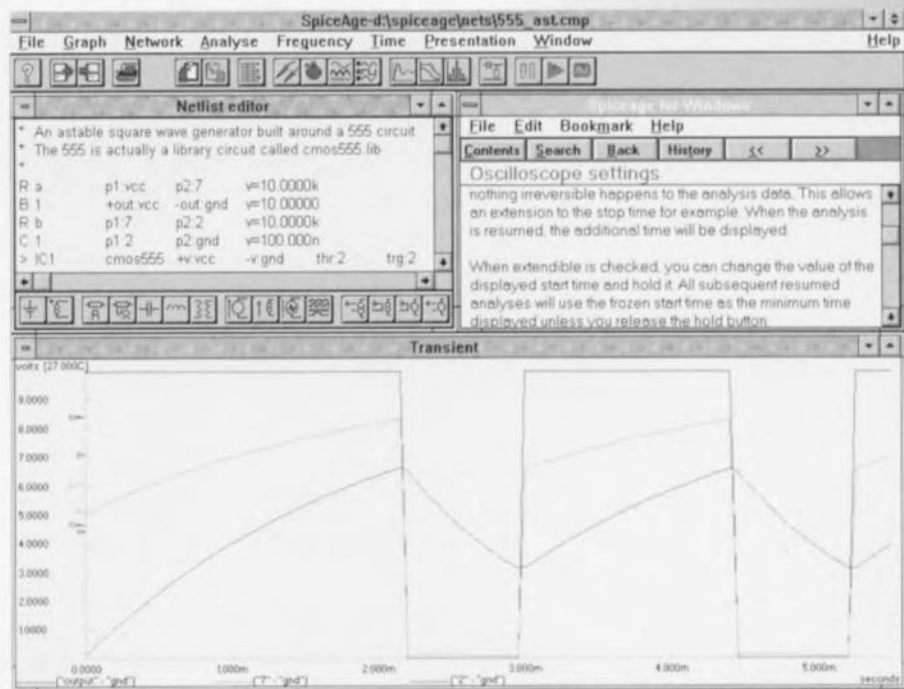 SpiceAge-d:\spiceage\nets\555_ast.cmp
File Graph Network Analyse Frequency Time Presentation Window Help
Netlist editor
* An astable square wave generator built around a 555 circuit
* The 555 is actually a library circuit called cmos555.lib
*
R a p1:vcc p2:7 v=10.0000k
B 1 +out:vcc -out:gnd v=10.00000
R b p1:7 p2:2 v=10.0000k
C 1 p1:2 p2:gnd v=100.000n
> IC1 cmos555 +v:vcc -v:gnd thr:2 trg:2
Spiceage for Windows
File Edit Bookmark Help
Contents Search Back History << >>
Oscilloscope settings
nothing irreversible happens to the analysis data. This allows
an extension to the stop time for example. When the analysis
is resumed, the additional time will be displayed.
When extendible is checked, you can change the value of the
displayed start time and hold it. All subsequent resumed
analyses will use the frozen start time as the minimum time
displayed unless you release the hold button.
Transient
volts [27.000C]
9.0000
8.0000
7.0000
6.0000
5.0000
4.0000
3.0000
2.0000
1.0000
0.0000 1.000m 2.000m 3.000m 4.000m 5.000m
["output"-"gnd"] ["7"-"gnd"] ["2"-"gnd"] seconds